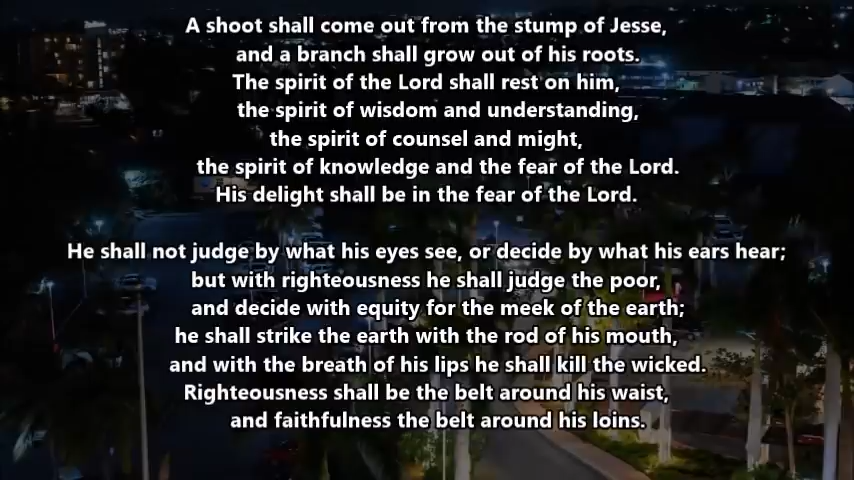 A shoot shall come out from the stump of Jesse,
and a branch shall grow out of his roots.
The spirit of the Lord shall rest on him,
the spirit of wisdom and understanding,
the spirit of counsel and might,
the spirit of knowledge and the fear of the Lord.
His delight shall be in the fear of the Lord.
He shall not judge by what his eyes see, or decide by what his ears hear;
but with righteousness he shall judge the poor,
and decide with equity for the meek of the earth;
he shall strike the earth with the rod of his mouth,
and with the breath of his lips he shall kill the wicked.
Righteousness shall be the belt around his waist,
and faithfulness the belt around his loins.